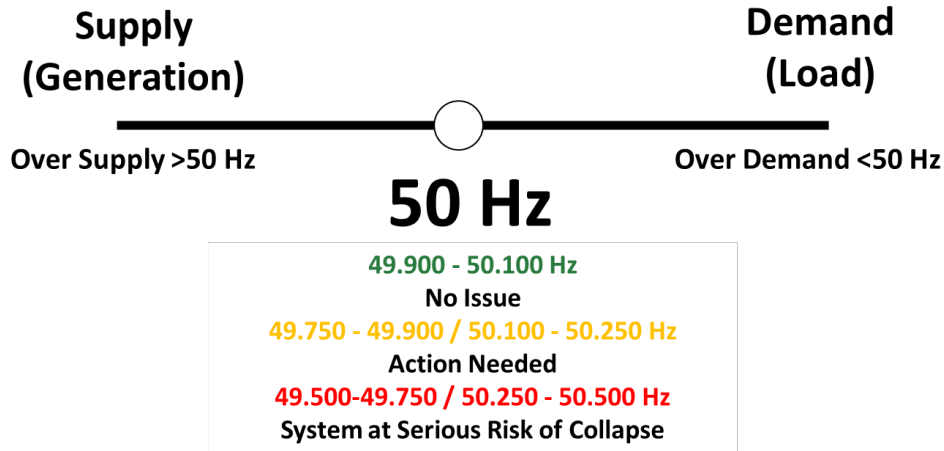 Supply
(Generation)
Demand
(Load)
Over Supply >50 Hz
Over Demand <50 Hz
50 Hz
49.900 - 50.100 Hz
No Issue
49.750 - 49.900 / 50.100 - 50.250 Hz
Action Needed
49.500-49.750 / 50.250 - 50.500 Hz
System at Serious Risk of Collapse